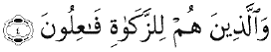 وَٱلَّذِينَ هُمۡ لِلزَّكَوٰةِ فَٰعِلُونَ ۝٤